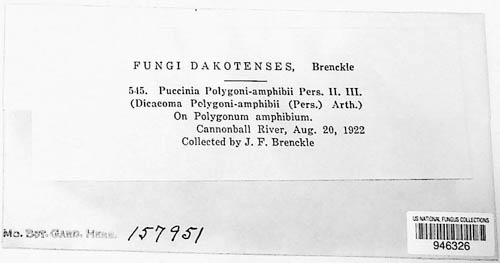 FUNGI DAKOTENSES, Brenckle
545. Puccinia Polygoni-amphibii Pers. II. III.
(Dicaeoma Polygoni-amphibii (Pers.) Arth.)
On Polygonum amphibium.
Cannonball River, Aug. 20, 1922
Collected by J. F. Brenckle
US NATIONAL FUNGUS COLLECTIONS
946326
Mo. Bot. Gard. Herb. 157951